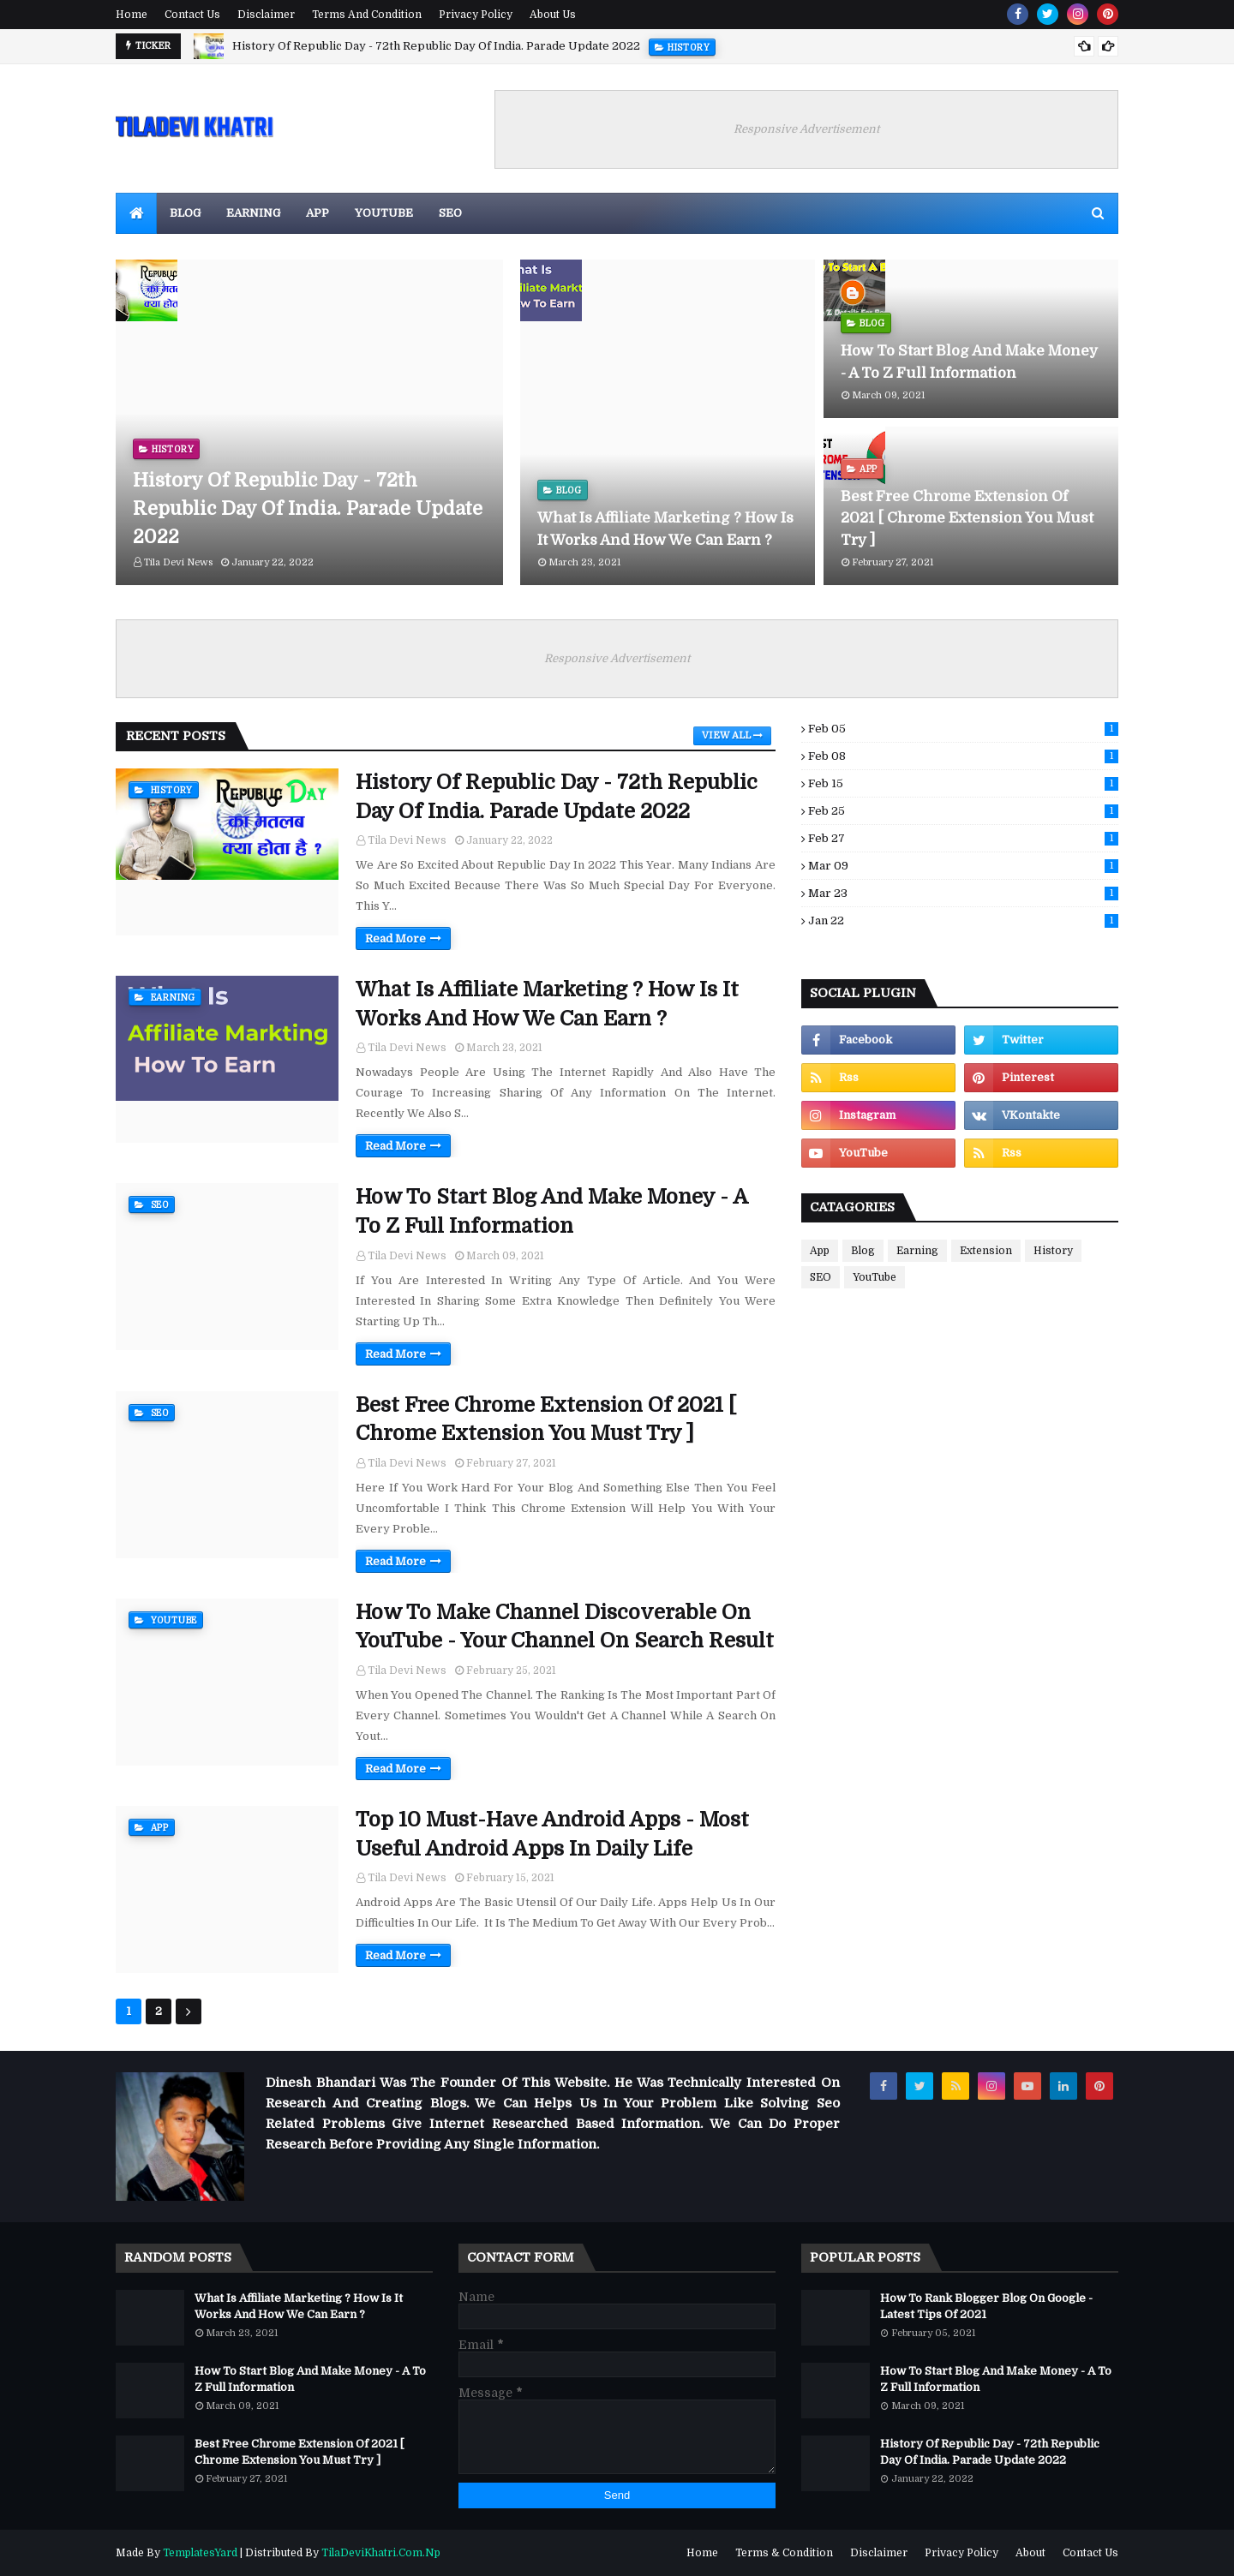 Home Contact Us Disclaimer Terms And Condition Privacy Policy About Us
TICKER History Of Republic Day - 72th Republic Day Of India. Parade Update 2022 HISTORY
TILADEVI KHATRI
Responsive Advertisement
BLOG EARNING APP YOUTUBE SEO
REPUBLIC
का मतलब
HISTORY
History Of Republic Day - 72th
Republic Day Of India. Parade Update
2022
Tila Devi News January 22, 2022
hat Is
filiate Markt
w To Earn
BLOG
What Is Affiliate Marketing ? How Is
It Works And How We Can Earn ?
March 23, 2021
To Start A B
BLOG
How To Start Blog And Make Money
- A To Z Full Information
March 09, 2021
ST
ROME
TENSIO
APP
Best Free Chrome Extension Of
2021 [ Chrome Extension You Must
Try ]
February 27, 2021
Responsive Advertisement
RECENT POSTS VIEW ALL
HISTORY
Republic Day
का मतलब
क्या होता है ?
History Of Republic Day - 72th Republic
Day Of India. Parade Update 2022
Tila Devi News January 22, 2022
We Are So Excited About Republic Day In 2022 This Year. Many Indians Are
So Much Excited Because There Was So Much Special Day For Everyone.
This Y...
Read More
EARNING
Is
Affiliate Markting
How To Earn
What Is Affiliate Marketing ? How Is It
Works And How We Can Earn ?
Tila Devi News March 23, 2021
Nowadays People Are Using The Internet Rapidly And Also Have The
Courage To Increasing Sharing Of Any Information On The Internet.
Recently We Also S...
Read More
SEO
How To Start Blog And Make Money - A
To Z Full Information
Tila Devi News March 09, 2021
If You Are Interested In Writing Any Type Of Article. And You Were
Interested In Sharing Some Extra Knowledge Then Definitely You Were
Starting Up Th...
Read More
SEO
Best Free Chrome Extension Of 2021 [
Chrome Extension You Must Try ]
Tila Devi News February 27, 2021
Here If You Work Hard For Your Blog And Something Else Then You Feel
Uncomfortable I Think This Chrome Extension Will Help You With Your
Every Proble...
Read More
YOUTUBE
How To Make Channel Discoverable On
YouTube - Your Channel On Search Result
Tila Devi News February 25, 2021
When You Opened The Channel. The Ranking Is The Most Important Part Of
Every Channel. Sometimes You Wouldn't Get A Channel While A Search On
Yout...
Read More
APP
Top 10 Must-Have Android Apps - Most
Useful Android Apps In Daily Life
Tila Devi News February 15, 2021
Android Apps Are The Basic Utensil Of Our Daily Life. Apps Help Us In Our
Difficulties In Our Life. It Is The Medium To Get Away With Our Every Prob...
Read More
1 2
Feb 05 1
Feb 08 1
Feb 15 1
Feb 25 1
Feb 27 1
Mar 09 1
Mar 23 1
Jan 22 1
SOCIAL PLUGIN
Facebook Twitter
Rss Pinterest
Instagram VKontakte
YouTube Rss
CATAGORIES
App Blog Earning Extension History
SEO YouTube
Dinesh Bhandari Was The Founder Of This Website. He Was Technically Interested On
Research And Creating Blogs. We Can Helps Us In Your Problem Like Solving Seo
Related Problems Give Internet Researched Based Information. We Can Do Proper
Research Before Providing Any Single Information.
RANDOM POSTS
What Is Affiliate Marketing ? How Is It
Works And How We Can Earn ?
March 23, 2021
How To Start Blog And Make Money - A To
Z Full Information
March 09, 2021
Best Free Chrome Extension Of 2021 [
Chrome Extension You Must Try ]
February 27, 2021
CONTACT FORM
Name
Email *
Message *
Send
POPULAR POSTS
How To Rank Blogger Blog On Google -
Latest Tips Of 2021
February 05, 2021
How To Start Blog And Make Money - A To
Z Full Information
March 09, 2021
History Of Republic Day - 72th Republic
Day Of India. Parade Update 2022
January 22, 2022
Made By TemplatesYard | Distributed By TilaDeviKhatri.Com.Np
Home Terms & Condition Disclaimer Privacy Policy About Contact Us